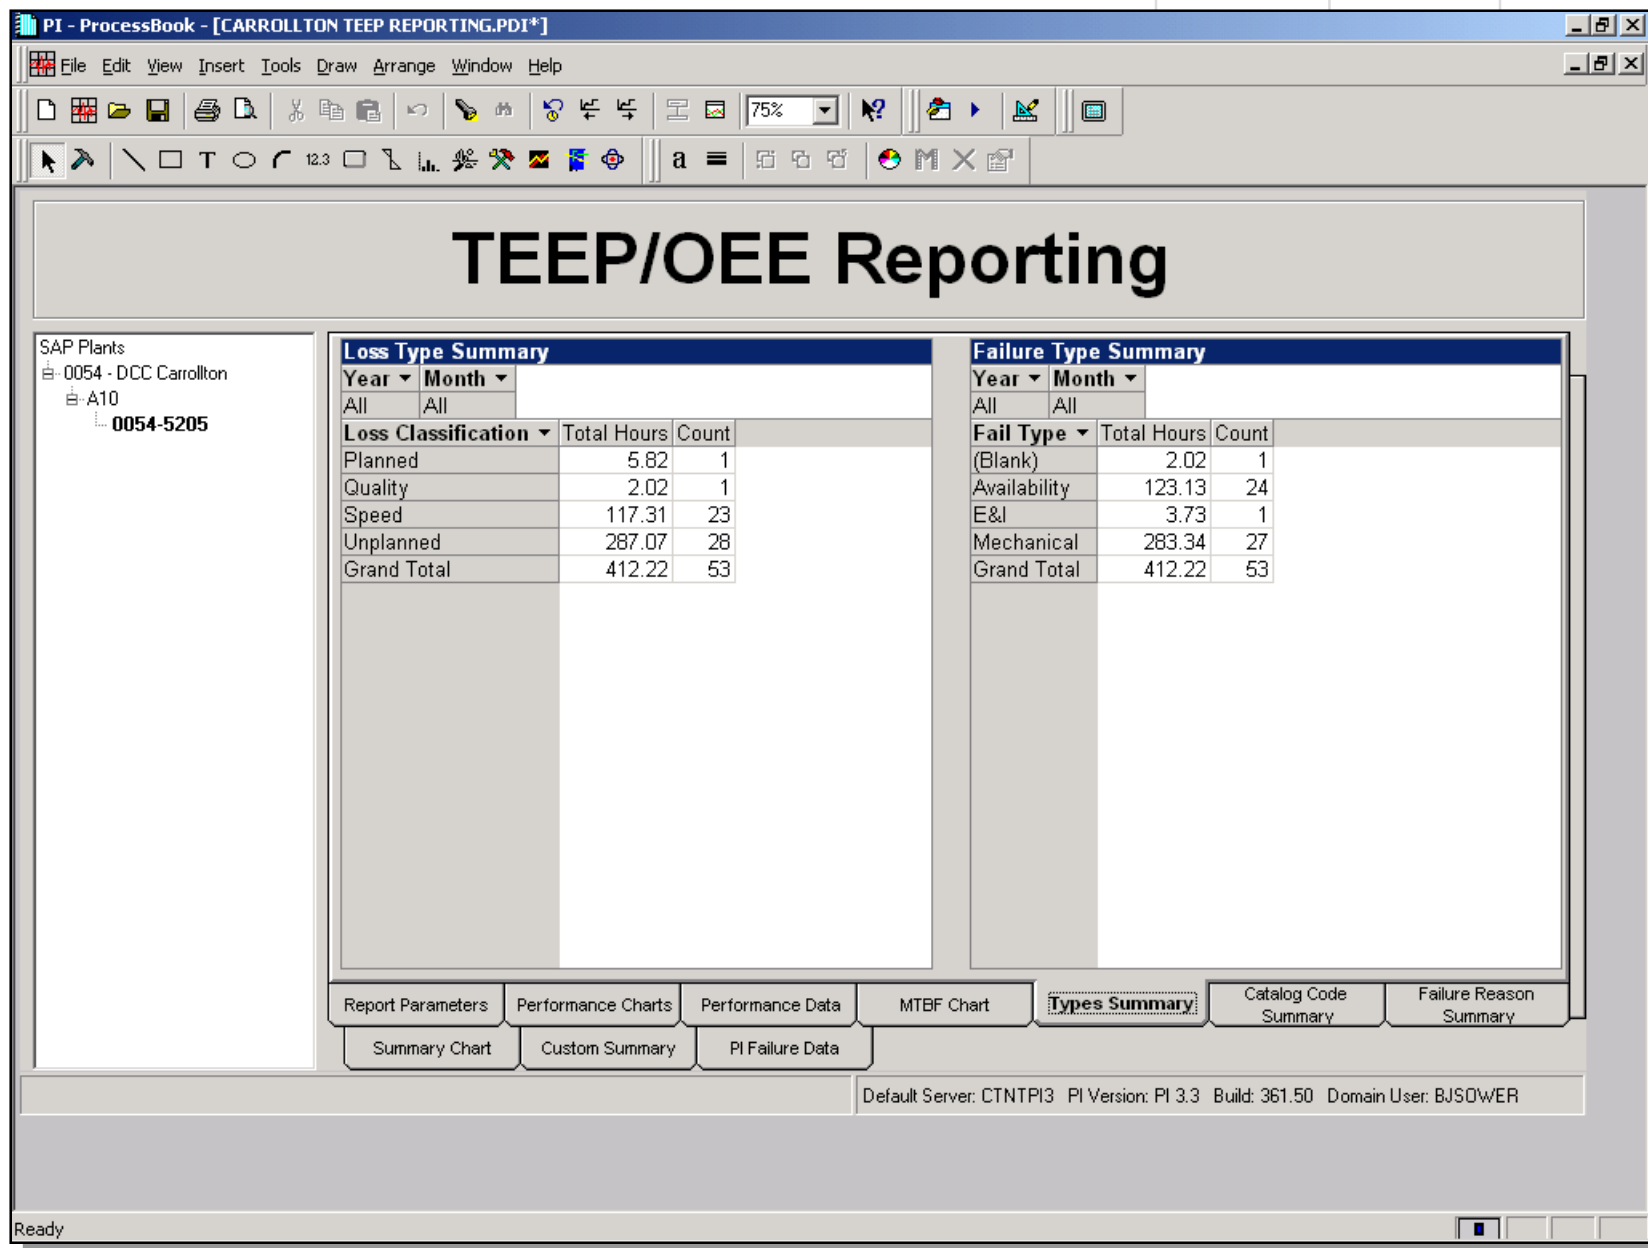 PI - ProcessBook - [CARROLLTON TEEP REPORTING.PDI*]
File Edit View Insert Tools Draw Arrange Window Help
75%
T 12.3 a
TEEP/OEE Reporting
SAP Plants
0054 - DCC Carrollton
A10
0054-5205
Loss Type Summary
Year Month
All All
Loss Classification Total Hours Count
Planned 5.82 1
Quality 2.02 1
Speed 117.31 23
Unplanned 287.07 28
Grand Total 412.22 53
Failure Type Summary
Year Month
All All
Fail Type Total Hours Count
(Blank) 2.02 1
Availability 123.13 24
E&I 3.73 1
Mechanical 283.34 27
Grand Total 412.22 53
Report Parameters Performance Charts Performance Data MTBF Chart Types Summary Catalog Code Summary Failure Reason Summary
Summary Chart Custom Summary PI Failure Data
Default Server: CTNTPI3 PI Version: PI 3.3 Build: 361.50 Domain User: BJSOWER
Ready